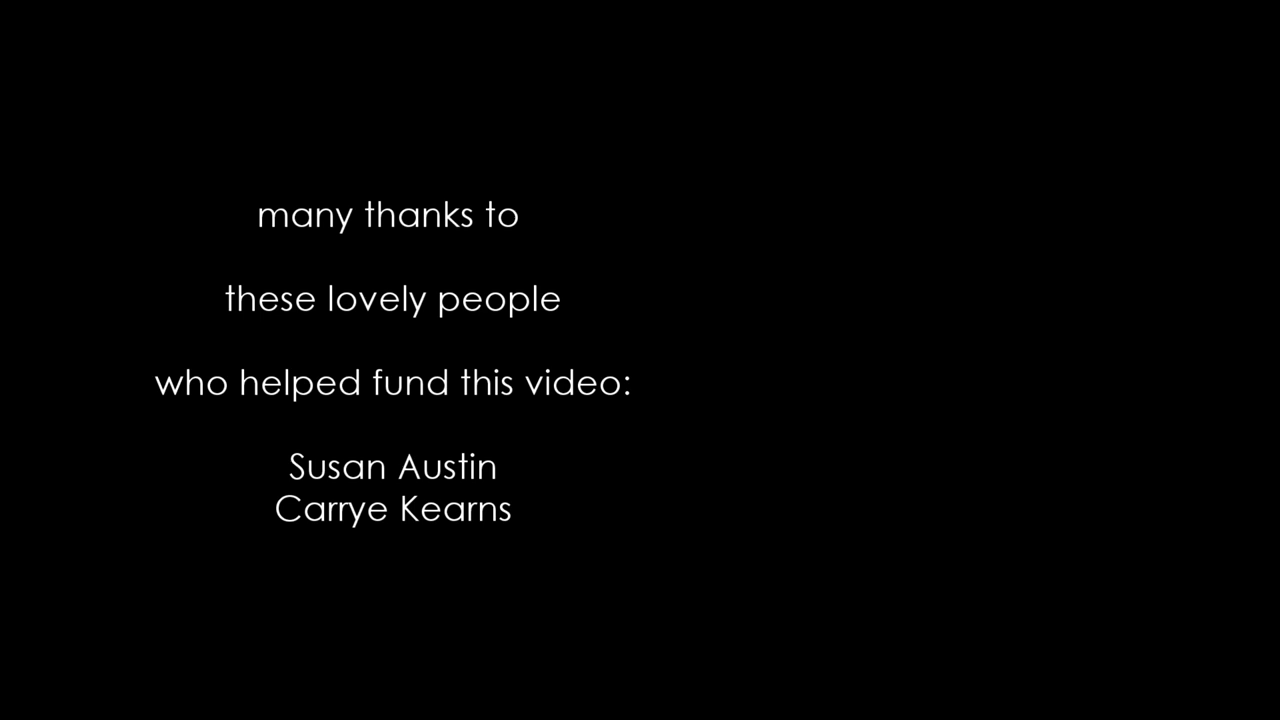 many thanks to
these lovely people
who helped fund this video:
Susan Austin
Carrye Kearns